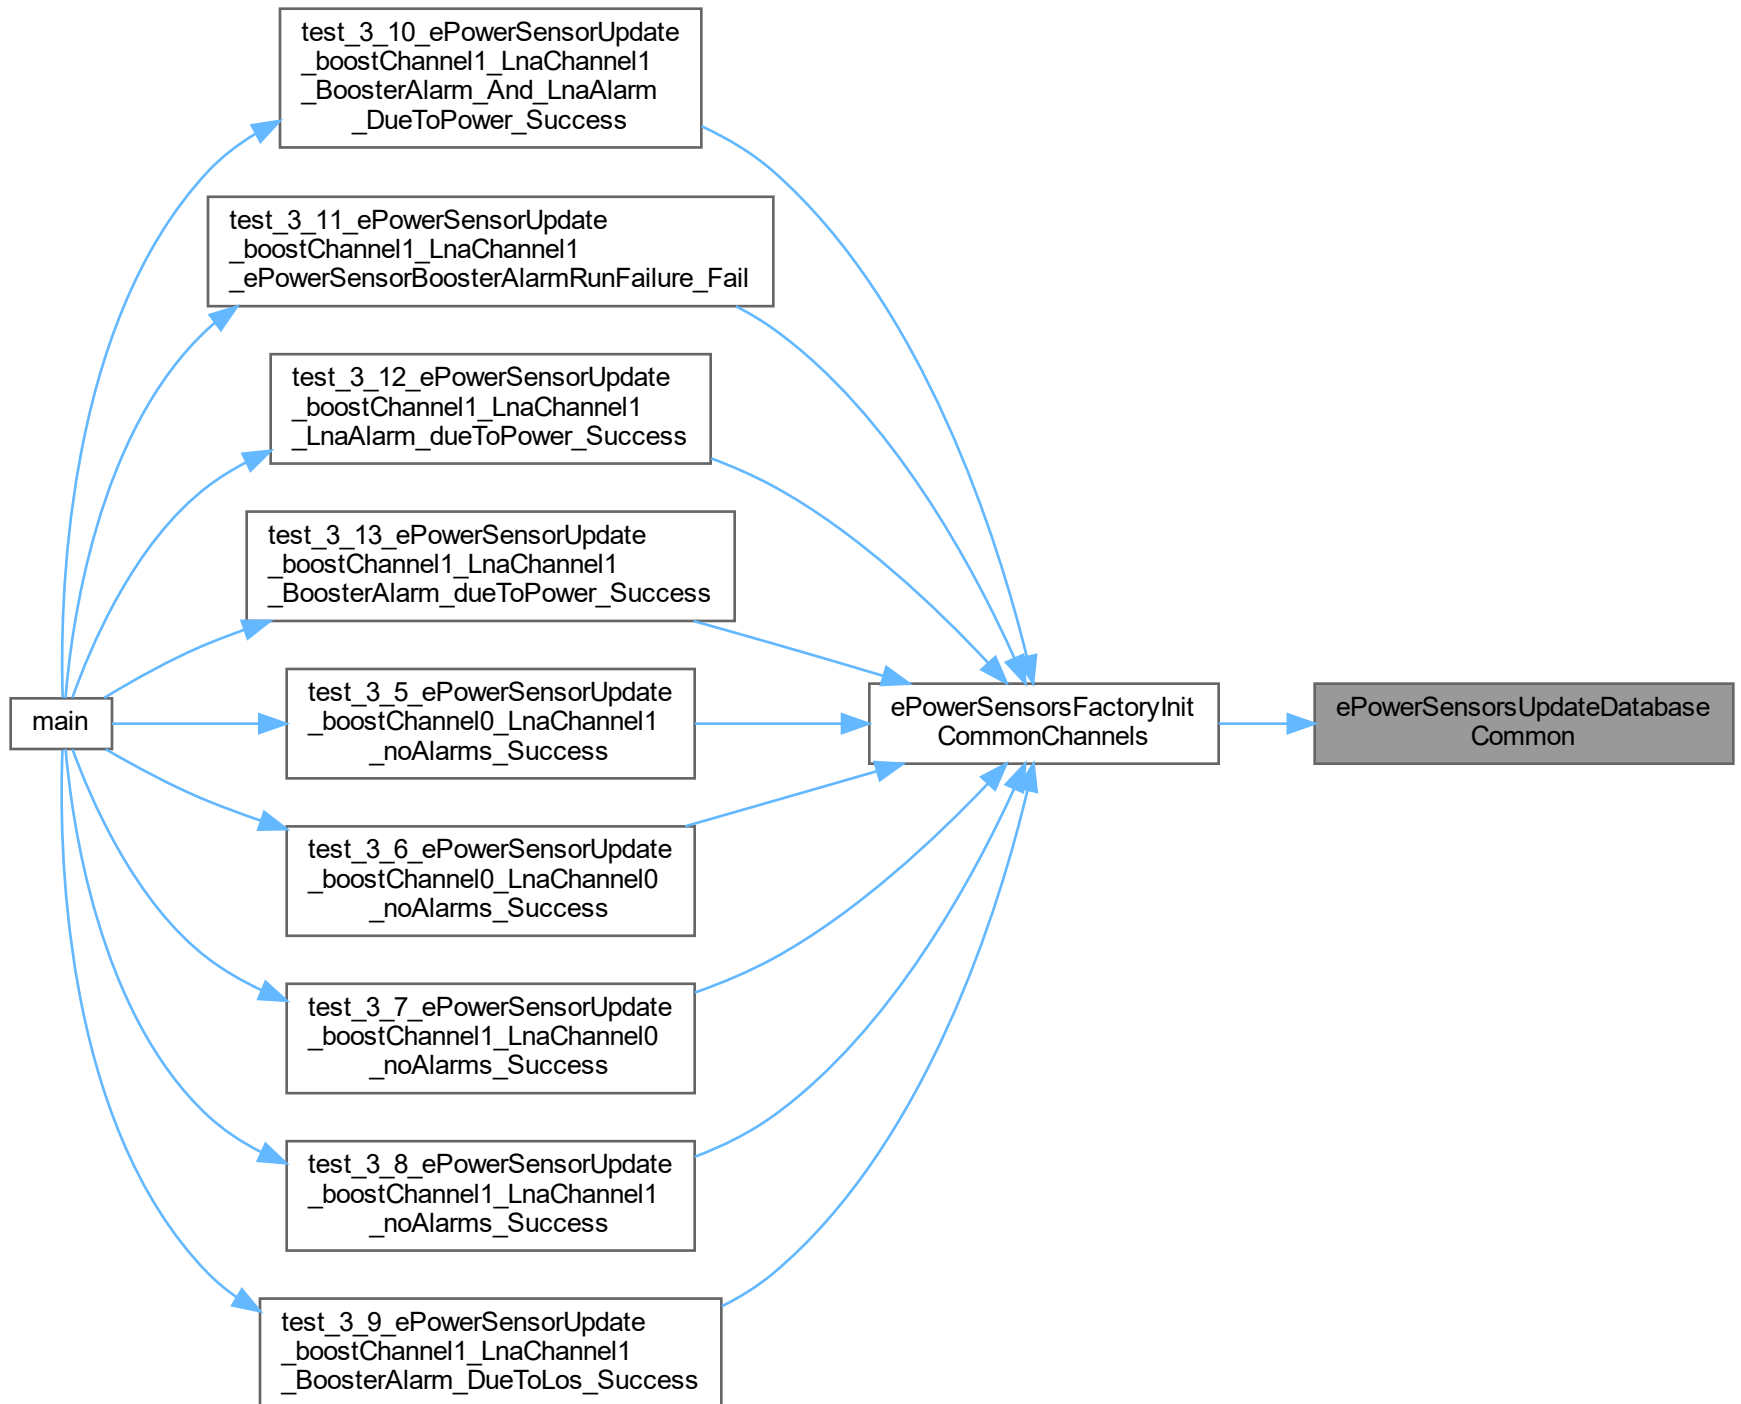 test_3_10_ePowerSensorUpdate
_boostChannel1_LnaChannel1
_BoosterAlarm_And_LnaAlarm
_DueToPower_Success
test_3_11_ePowerSensorUpdate
_boostChannel1_LnaChannel1
_ePowerSensorBoosterAlarmRunFailure_Fail
test_3_12_ePowerSensorUpdate
_boostChannel1_LnaChannel1
_LnaAlarm_dueToPower_Success
test_3_13_ePowerSensorUpdate
_boostChannel1_LnaChannel1
_BoosterAlarm_dueToPower_Success
main
test_3_5_ePowerSensorUpdate
_boostChannel0_LnaChannel1
_noAlarms_Success
ePowerSensorsFactoryInit
CommonChannels
ePowerSensorsUpdateDatabase
Common
test_3_6_ePowerSensorUpdate
_boostChannel0_LnaChannel0
_noAlarms_Success
test_3_7_ePowerSensorUpdate
_boostChannel1_LnaChannel0
_noAlarms_Success
test_3_8_ePowerSensorUpdate
_boostChannel1_LnaChannel1
_noAlarms_Success
test_3_9_ePowerSensorUpdate
_boostChannel1_LnaChannel1
_BoosterAlarm_DueToLos_Success